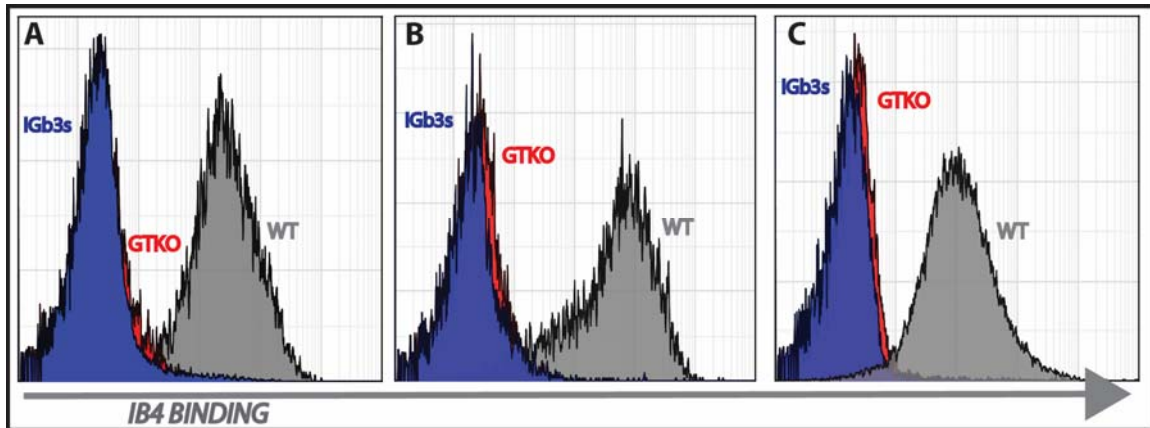 A
IGb3s
GTKO
WT
B
IGb3s
GTKO
WT
C
IGb3s
GTKO
WT
IB4 BINDING